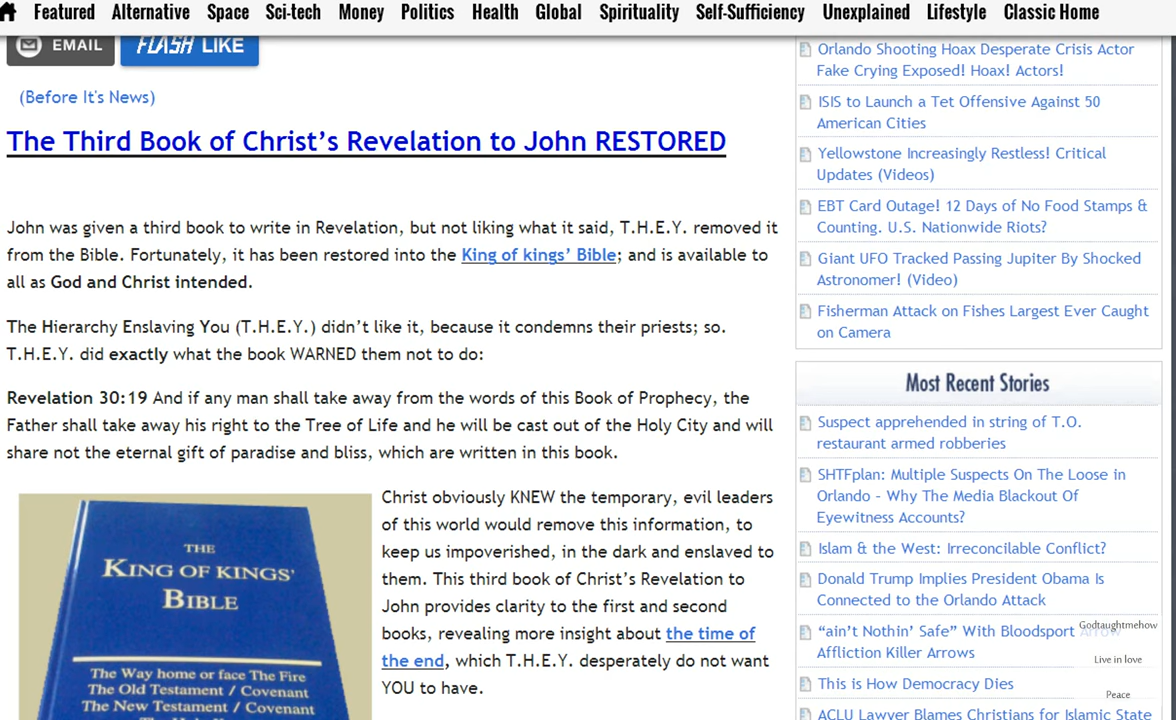 Featured Alternative Space Sci-tech Money Politics Health Global Spirituality Self-Sufficiency Unexplained Lifestyle Classic Home
EMAIL FLASH LIKE
(Before It's News)
The Third Book of Christ’s Revelation to John RESTORED
John was given a third book to write in Revelation, but not liking what it said, T.H.E.Y. removed it
from the Bible. Fortunately, it has been restored into the King of kings’ Bible; and is available to
all as God and Christ intended.
The Hierarchy Enslaving You (T.H.E.Y.) didn’t like it, because it condemns their priests; so.
T.H.E.Y. did exactly what the book WARNED them not to do:
Revelation 30:19 And if any man shall take away from the words of this Book of Prophecy, the
Father shall take away his right to the Tree of Life and he will be cast out of the Holy City and will
share not the eternal gift of paradise and bliss, which are written in this book.
THE
KING OF KINGS'
BIBLE
The Way home or face The Fire
The Old Testament / Covenant
The New Testament / Covenant
Christ obviously KNEW the temporary, evil leaders
of this world would remove this information, to
keep us impoverished, in the dark and enslaved to
them. This third book of Christ’s Revelation to
John provides clarity to the first and second
books, revealing more insight about the time of
the end, which T.H.E.Y. desperately do not want
YOU to have.
Orlando Shooting Hoax Desperate Crisis Actor
Fake Crying Exposed! Hoax! Actors!
ISIS to Launch a Tet Offensive Against 50
American Cities
Yellowstone Increasingly Restless! Critical
Updates (Videos)
EBT Card Outage! 12 Days of No Food Stamps &
Counting. U.S. Nationwide Riots?
Giant UFO Tracked Passing Jupiter By Shocked
Astronomer! (Video)
Fisherman Attack on Fishes Largest Ever Caught
on Camera
Most Recent Stories
Suspect apprehended in string of T.O.
restaurant armed robberies
SHTFplan: Multiple Suspects On The Loose in
Orlando – Why The Media Blackout Of
Eyewitness Accounts?
Islam & the West: Irreconcilable Conflict?
Donald Trump Implies President Obama Is
Connected to the Orlando Attack
“ain’t Nothin’ Safe” With Bloodsport Arrow
Affliction Killer Arrows
This is How Democracy Dies
ACLU Lawyer Blames Christians for Islamic State
Godtaughtmehow
Live in love
Peace